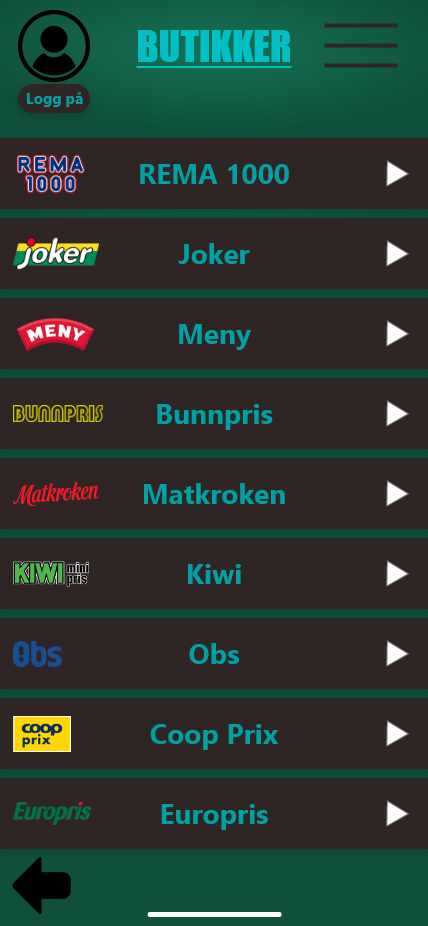 BUTIKKER
Logg på
REMA
1000
REMA 1000
joker
Joker
MENY
Meny
BUNNPRIS
Bunnpris
Matkroken
Matkroken
KIWI mini
pris
Kiwi
Obs
Obs
coop
prix
Coop Prix
Europris
Europris